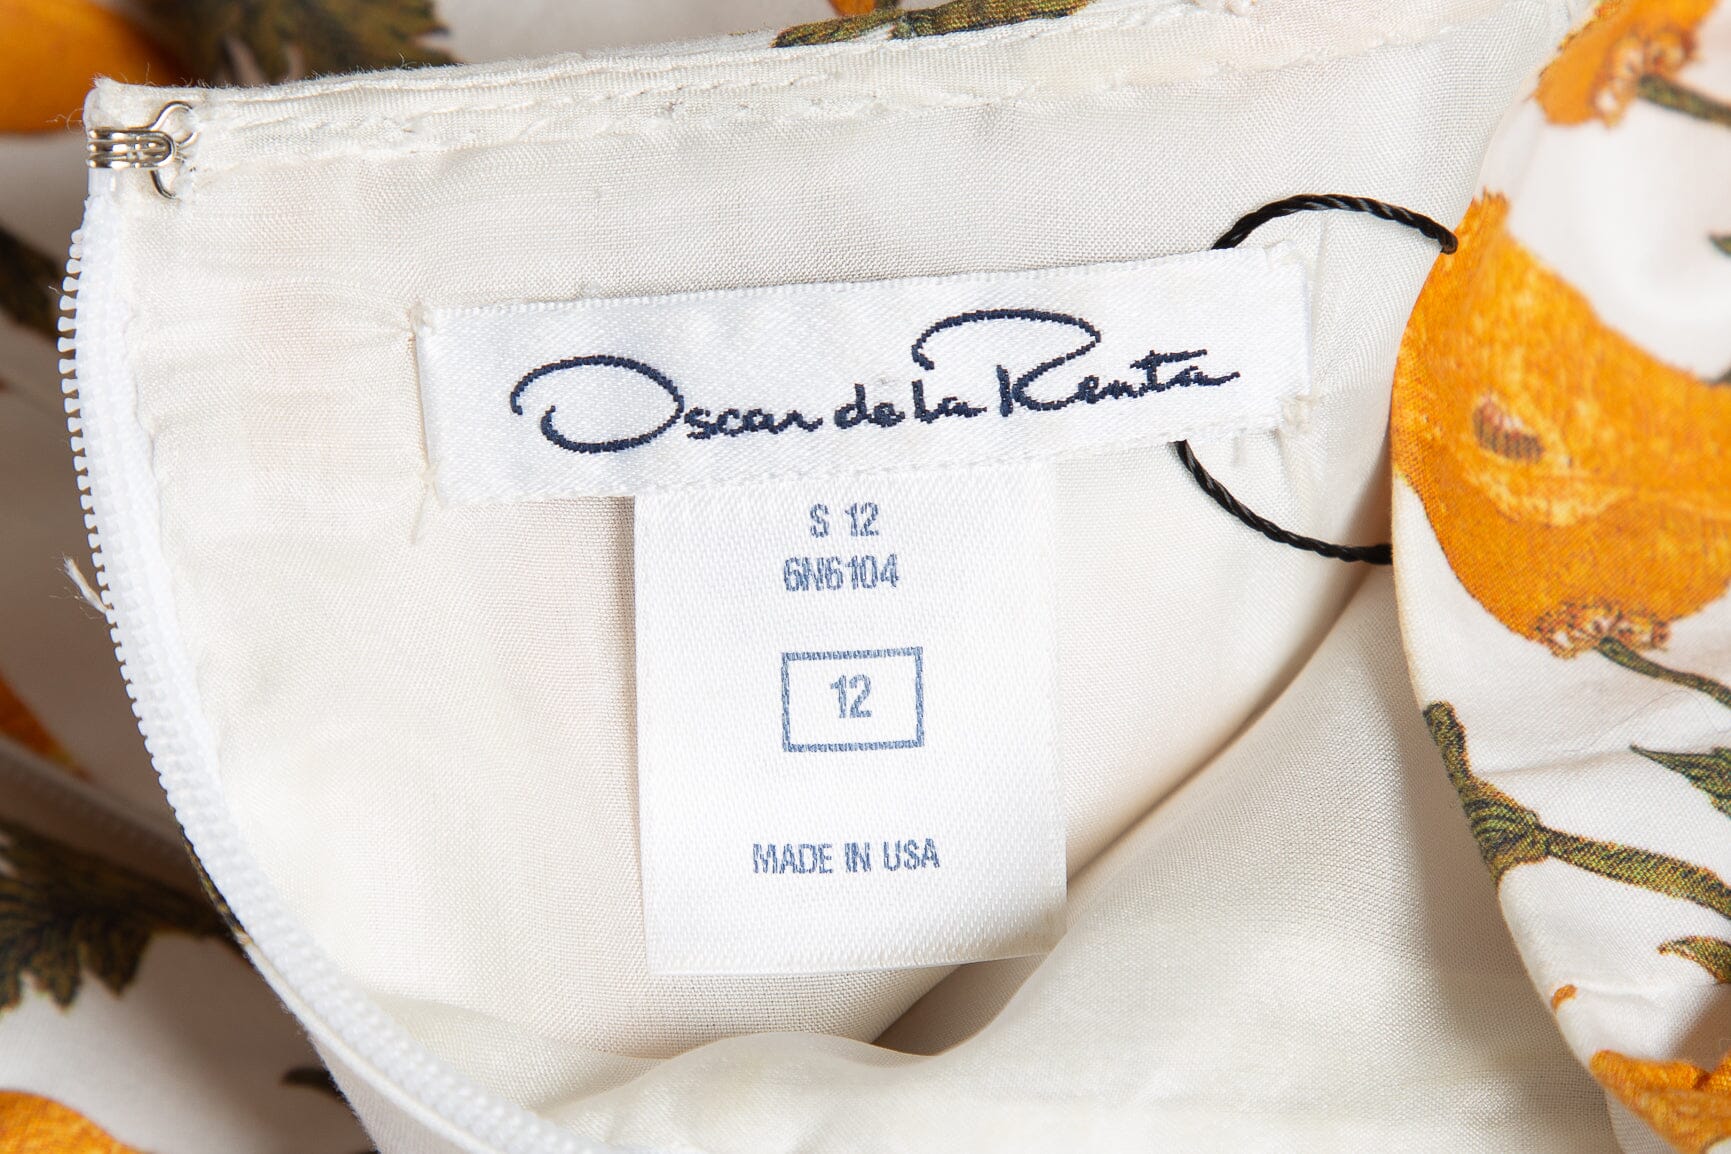 Oscar de la Renta
S 12
6N6104
12
MADE IN USA